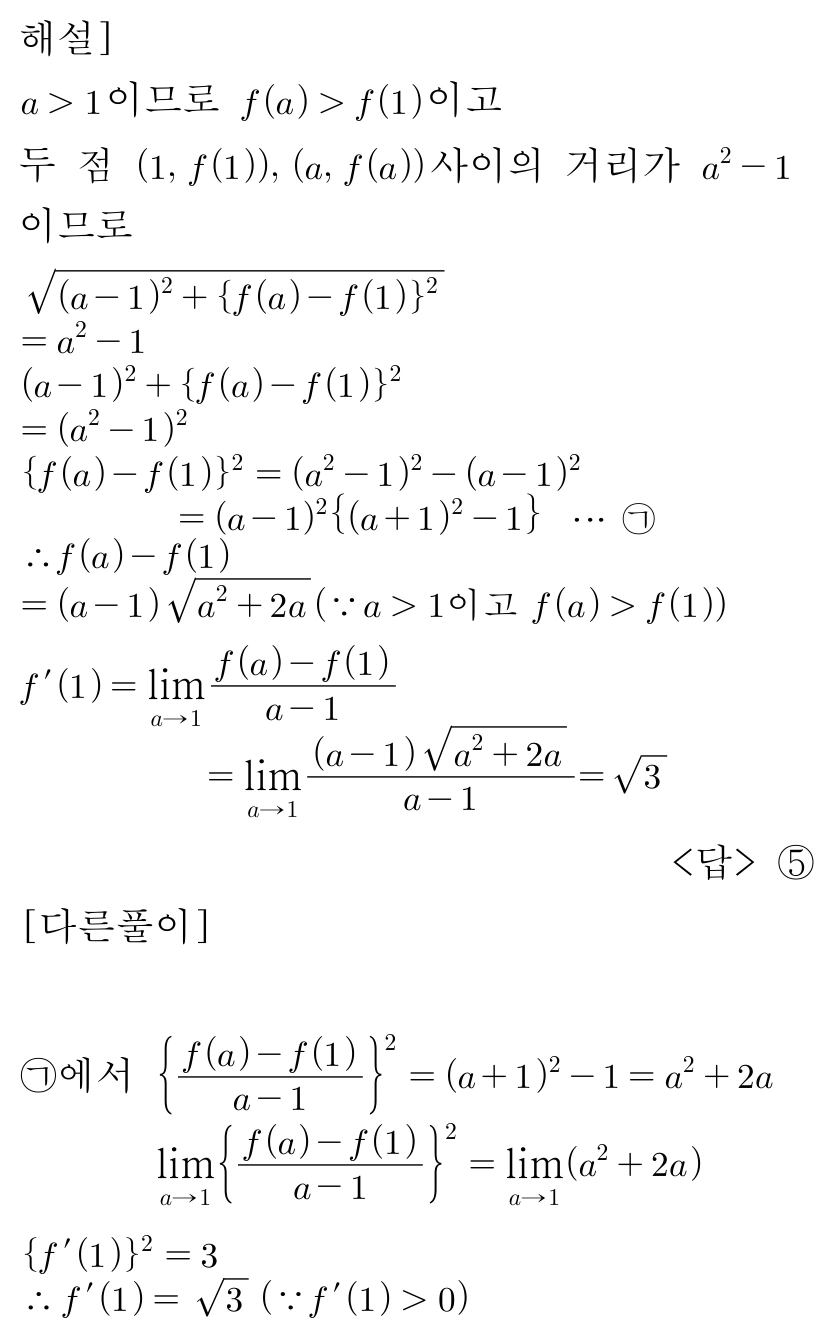 해설]
a > 1이므로 f(a) > f(1)이고
두 점 (1, f(1)), (a, f(a))사이의 거리가 a² − 1
이므로
√((a − 1)² + {f(a) − f(1)}²)
= a² − 1
(a − 1)² + {f(a) − f(1)}²
= (a² − 1)²
{f(a) − f(1)}² = (a² − 1)² − (a − 1)²
= (a − 1)²{(a + 1)² − 1} ⋯ ㉠
∴ f(a) − f(1)
= (a − 1)√(a² + 2a) (∵ a > 1이고 f(a) > f(1))
f′(1) = lim_{a→1} (f(a) − f(1))/(a − 1)
= lim_{a→1} ((a − 1)√(a² + 2a))/(a − 1) = √3
<답> ⑤
[다른풀이]
㉠에서 {(f(a) − f(1))/(a − 1)}² = (a + 1)² − 1 = a² + 2a
lim_{a→1} {(f(a) − f(1))/(a − 1)}² = lim_{a→1} (a² + 2a)
{f′(1)}² = 3
∴ f′(1) = √3 (∵ f′(1) > 0)